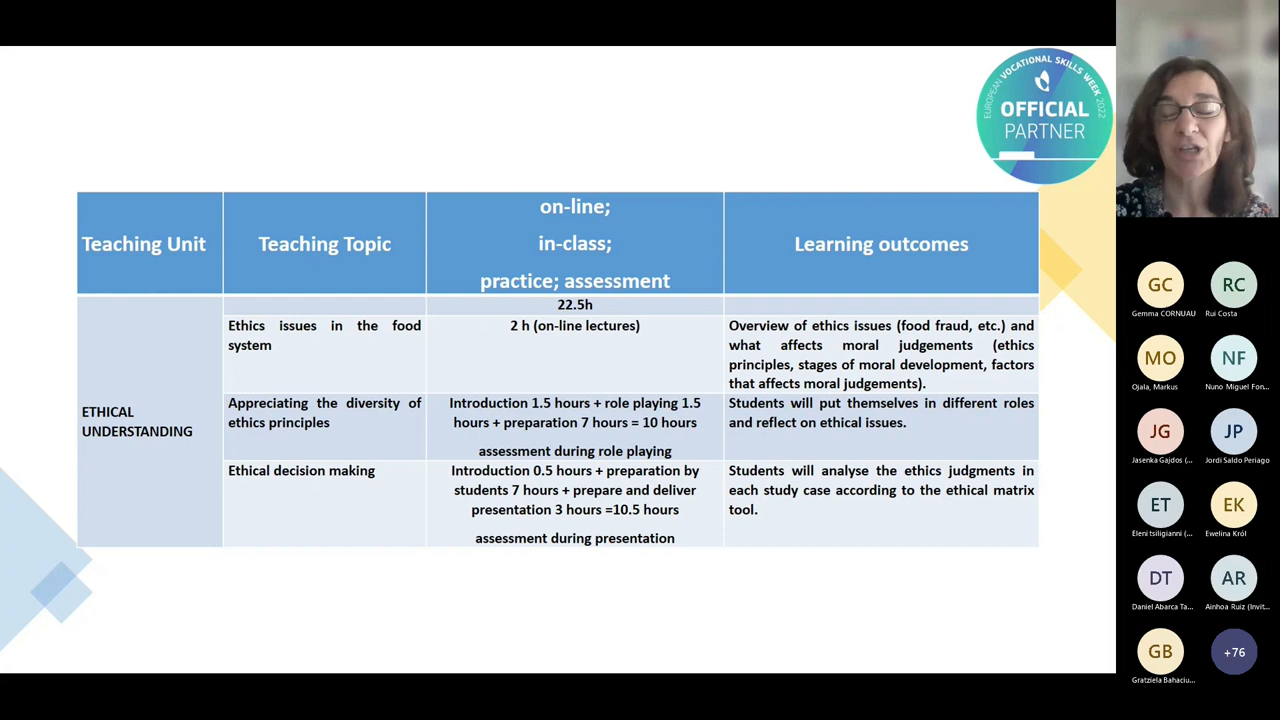 EUROPEAN VOCATIONAL SKILLS WEEK 2022
OFFICIAL
PARTNER
Teaching Unit
Teaching Topic
on-line;
in-class;
practice; assessment
Learning outcomes
22.5h
ETHICAL
UNDERSTANDING
Ethics issues in the food
system
2 h (on-line lectures)
Overview of ethics issues (food fraud, etc.) and
what affects moral judgements (ethics
principles, stages of moral development, factors
that affects moral judgements).
Appreciating the diversity of
ethics principles
Introduction 1.5 hours + role playing 1.5
hours + preparation 7 hours = 10 hours
assessment during role playing
Students will put themselves in different roles
and reflect on ethical issues.
Ethical decision making
Introduction 0.5 hours + preparation by
students 7 hours + prepare and deliver
presentation 3 hours =10.5 hours
assessment during presentation
Students will analyse the ethics judgments in
each study case according to the ethical matrix
tool.
GC
Gemma CORNUAU
RC
Rui Costa
MO
Ojala, Markus
NF
Nuno Miguel Fon...
JG
Jasenka Gajdos (...
JP
Jordi Saldo Periago
ET
Eleni tsiligianni (...
EK
Ewelina Król
DT
Daniel Abarca Ta...
AR
Ainhoa Ruiz (Invit...
GB
Gratziela Bahaciu...
+76